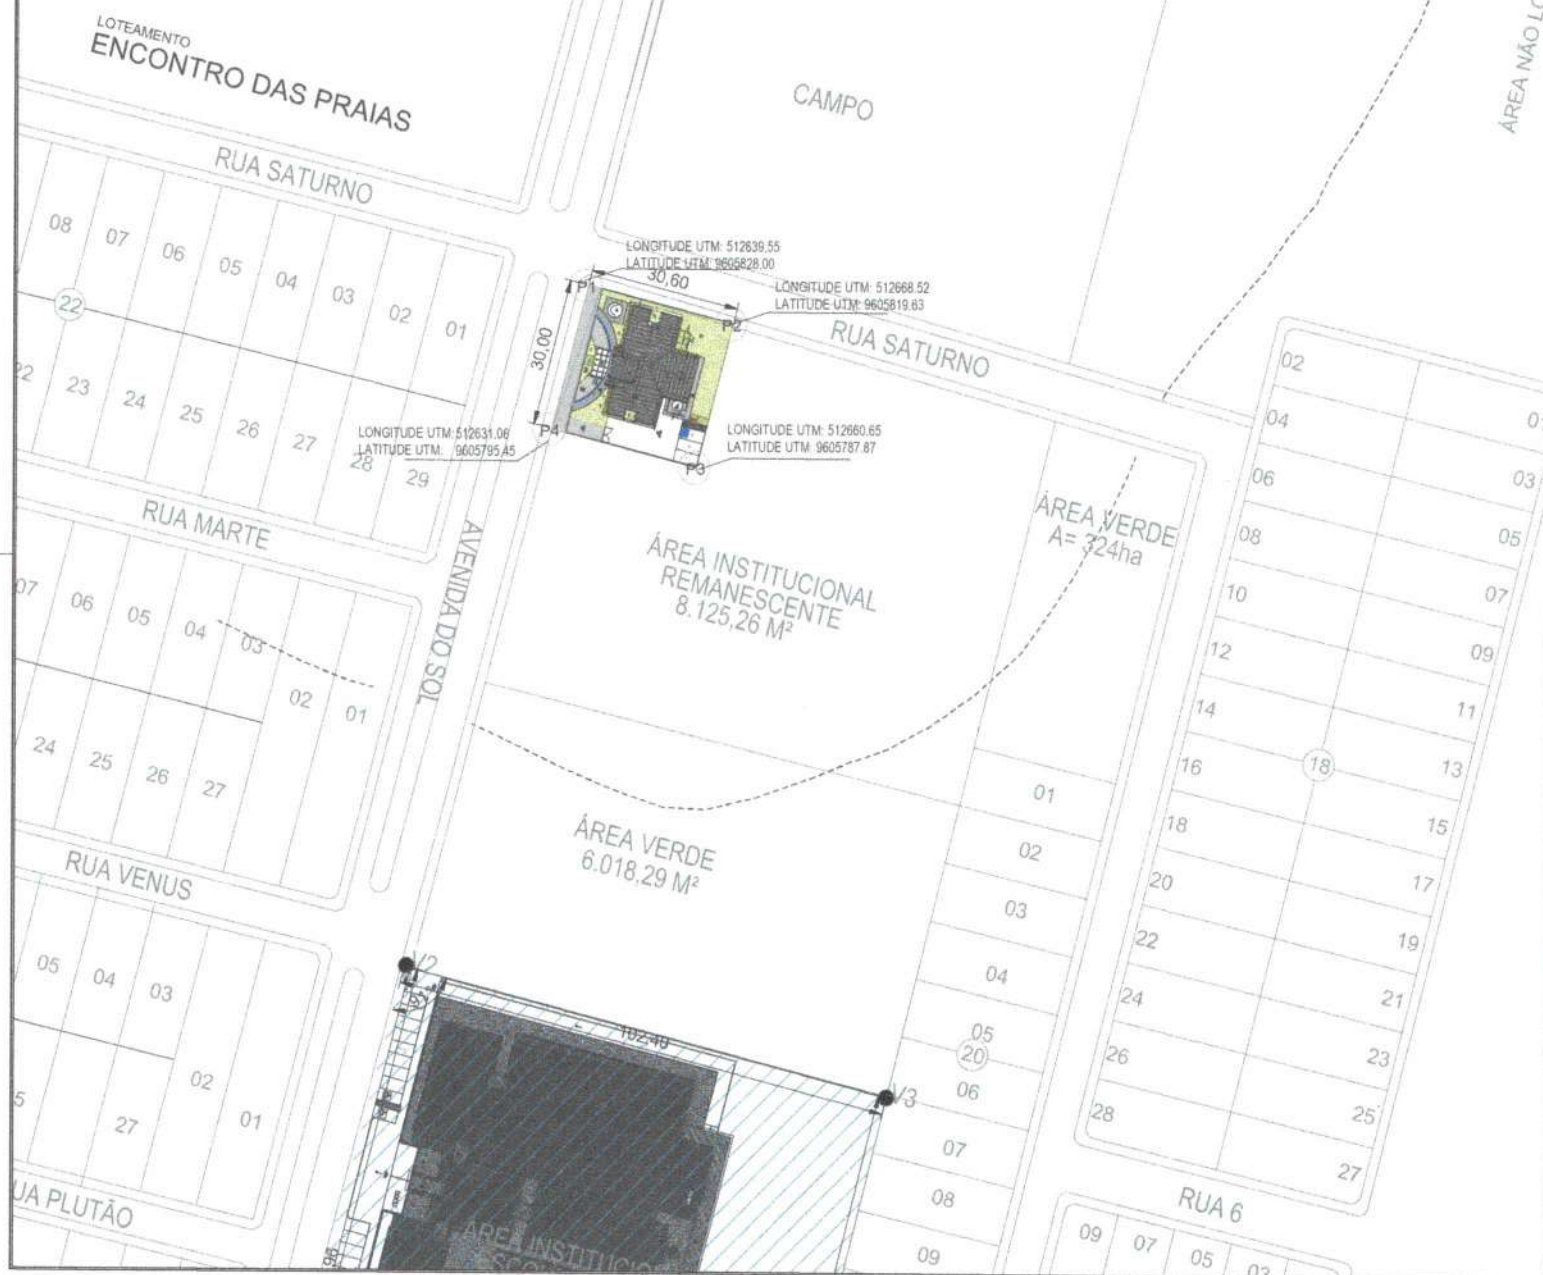 LOTEAMENTO
ENCONTRO DAS PRAIAS
CAMPO
RUA SATURNO
08
07
06
05
04
03
02
01
22
23
24
25
26
27
28
29
LONGITUDE UTM: 512639,55
LATITUDE UTM: 9605828,00
30,60
P1
LONGITUDE UTM: 512668.52
LATITUDE UTM: 9605819.63
P2
30,00
RUA SATURNO
LONGITUDE UTM: 512631.06
LATITUDE UTM: 9605795,45
P4
LONGITUDE UTM: 512660.65
LATITUDE UTM: 9605787.87
P3
RUA MARTE
AVENIDA DO SOL
ÁREA INSTITUCIONAL
REMANESCENTE
8.125,26 M²
ÁREA VERDE
A= 324ha
07
06
05
04
03
02
01
24
25
26
27
ÁREA VERDE
6.018,29 M²
RUA VENUS
05
04
03
02
01
27
V2
102,40
V3
01
02
03
04
05
20
06
07
08
09
02
04
06
08
10
12
14
16
18
20
22
24
26
28
18
03
05
07
09
11
13
15
17
19
21
23
25
27
RUA 6
09
07
05
03
ÁREA INSTITUCIO